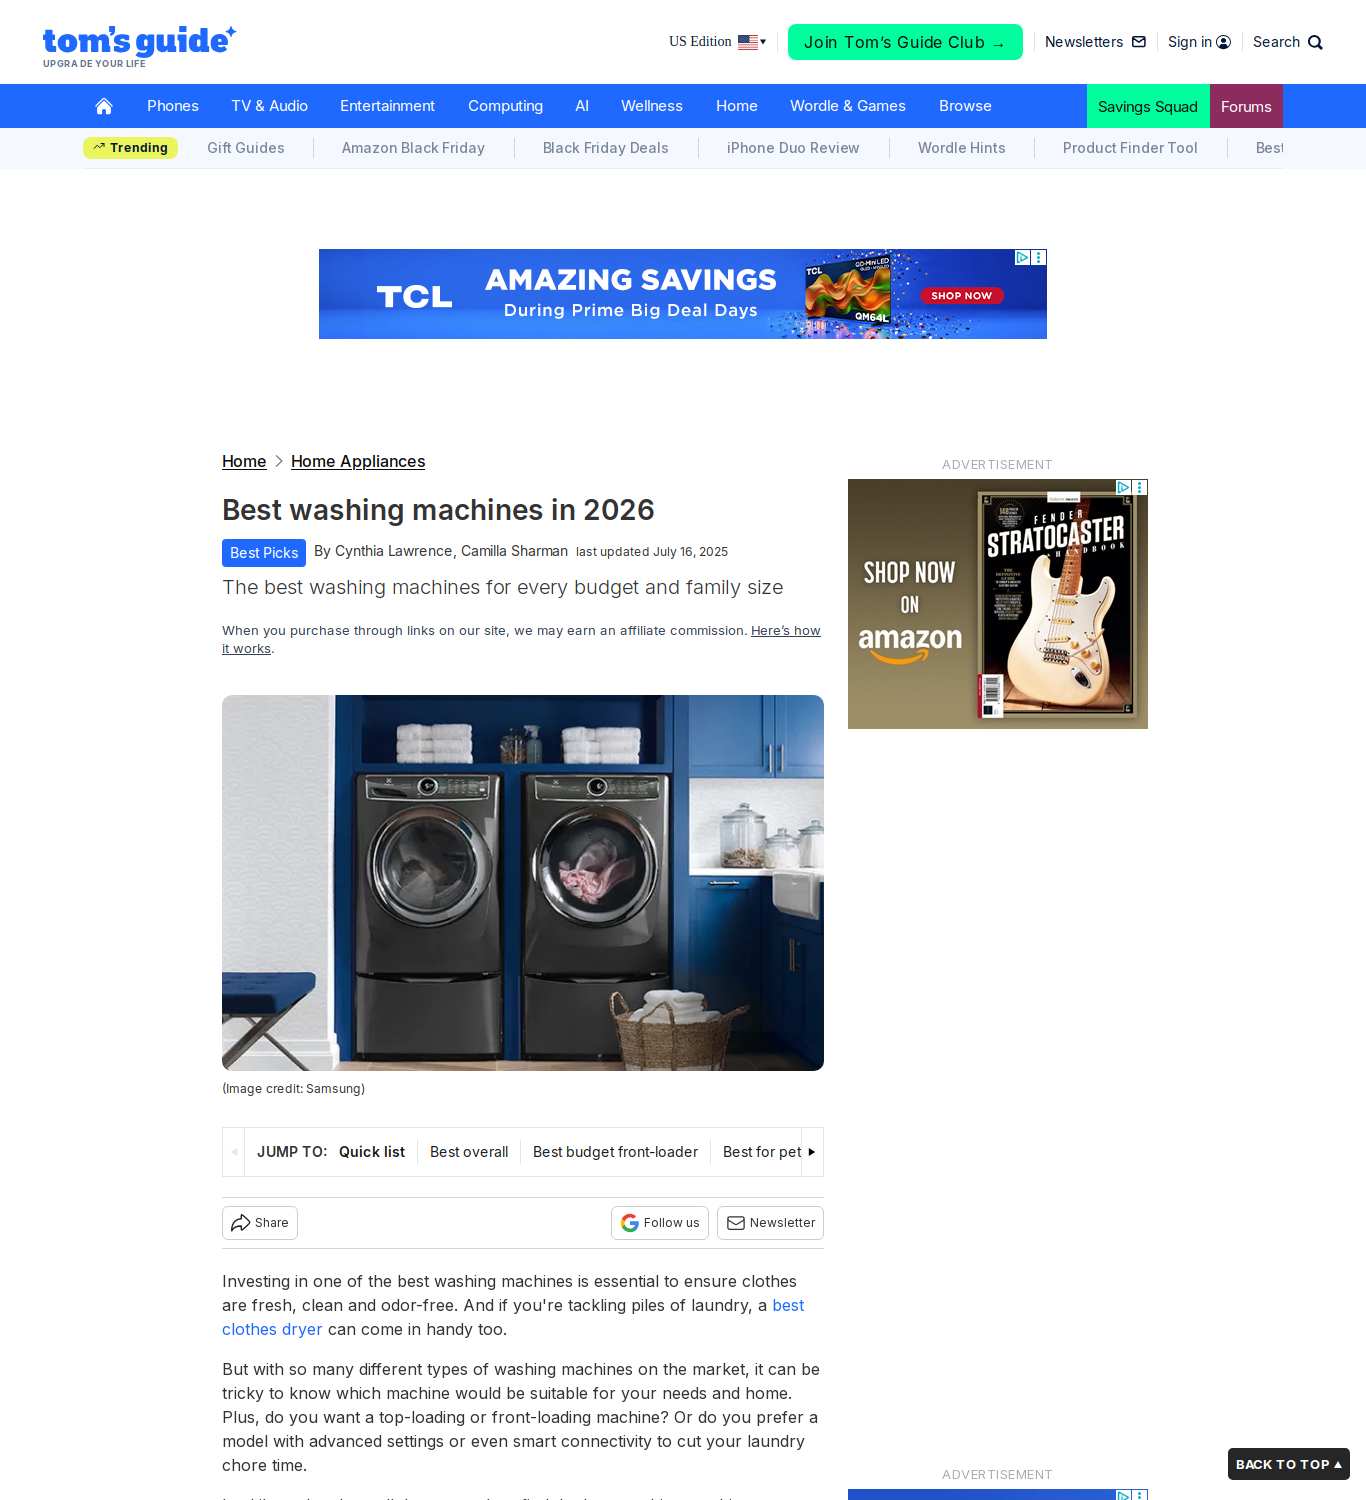 tom's guide
UPGRADE YOUR LIFE
US Edition
Join Tom's Guide Club →
Newsletters
Sign in
Search
Phones
TV & Audio
Entertainment
Computing
AI
Wellness
Home
Wordle & Games
Browse
Savings Squad
Forums
Trending
Gift Guides
Amazon Black Friday
Black Friday Deals
iPhone Duo Review
Wordle Hints
Product Finder Tool
Best
TCL
AMAZING SAVINGS
During Prime Big Deal Days
TCL
QD-Mini LED
QM64L
SHOP NOW
Home
Home Appliances
ADVERTISEMENT
Best washing machines in 2026
Best Picks
By Cynthia Lawrence, Camilla Sharman
last updated July 16, 2025
The best washing machines for every budget and family size
When you purchase through links on our site, we may earn an affiliate commission. Here's how
it works.
SHOP NOW
ON
amazon
FENDER
STRATOCASTER
HANDBOOK
(Image credit: Samsung)
JUMP TO:
Quick list
Best overall
Best budget front-loader
Best for pet
Share
Follow us
Newsletter
Investing in one of the best washing machines is essential to ensure clothes
are fresh, clean and odor-free. And if you're tackling piles of laundry, a best
clothes dryer can come in handy too.
But with so many different types of washing machines on the market, it can be
tricky to know which machine would be suitable for your needs and home.
Plus, do you want a top-loading or front-loading machine? Or do you prefer a
model with advanced settings or even smart connectivity to cut your laundry
chore time.
ADVERTISEMENT
BACK TO TOP